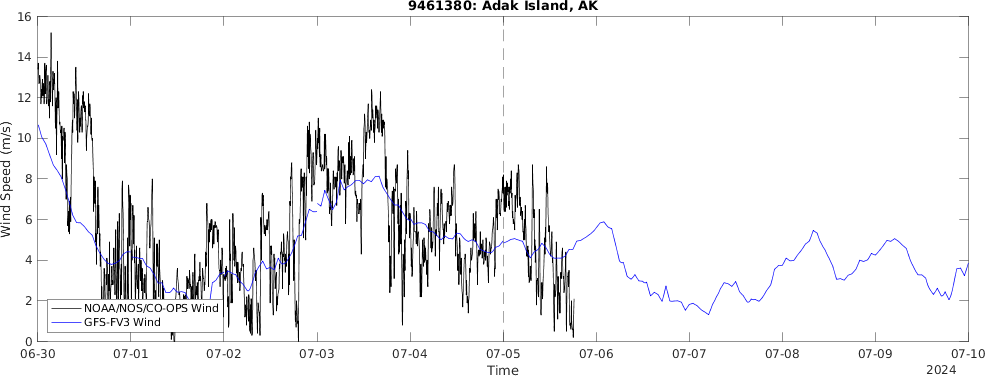 9461380: Adak Island, AK
Wind Speed (m/s)
16
14
12
10
8
6
4
2
0
NOAA/NOS/CO-OPS Wind
GFS-FV3 Wind
06-30 07-01 07-02 07-03 07-04 07-05 07-06 07-07 07-08 07-09 07-10
Time
2024